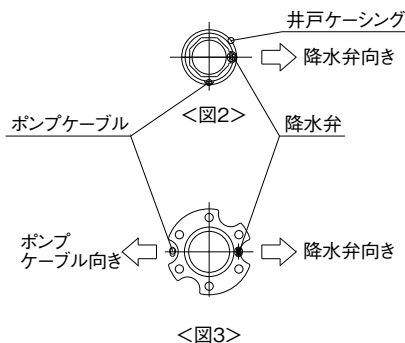 井戸ケーシング
降水弁向き
<図2>
ポンプケーブル
降水弁
ポンプ
ケーブル向き
降水弁向き
<図3>